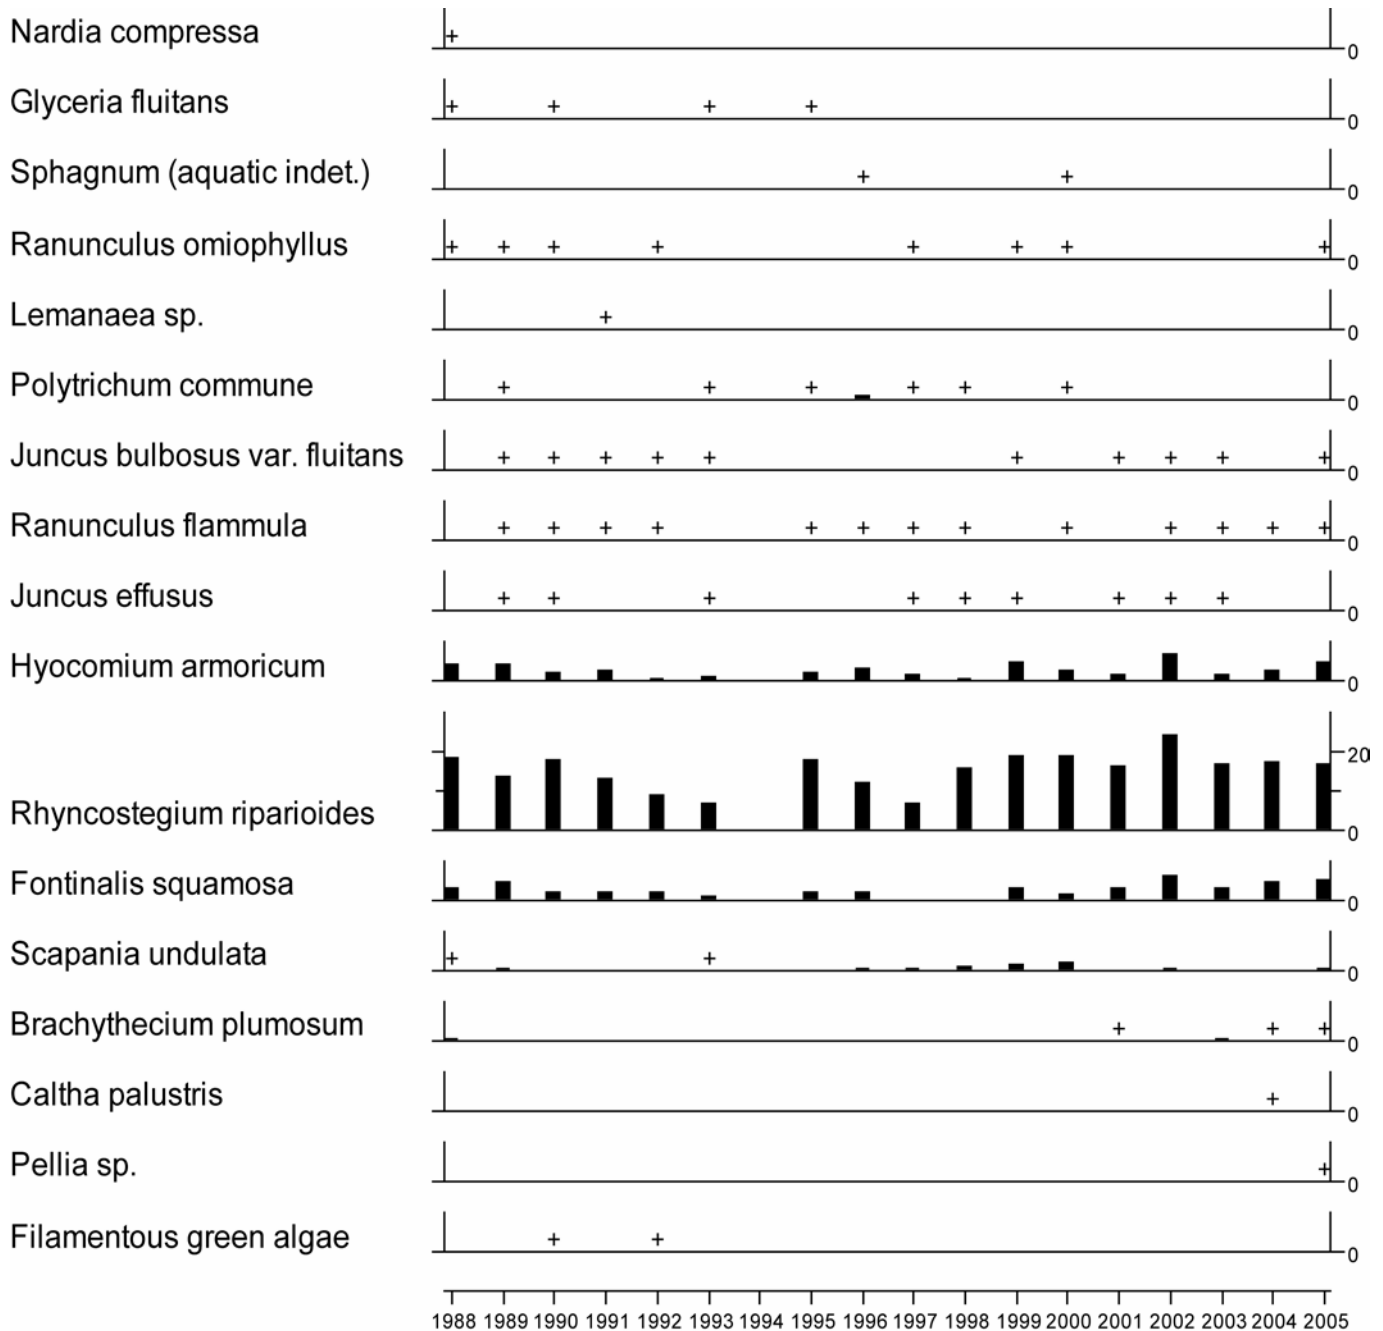 Nardia compressa
+
0
Glyceria fluitans
+ + + +
0
Sphagnum (aquatic indet.)
+ +
0
Ranunculus omiophyllus
+ + + + + + + +
0
Lemanaea sp.
+
0
Polytrichum commune
+ + + + + +
0
Juncus bulbosus var. fluitans
+ + + + + + + + + +
0
Ranunculus flammula
+ + + + + + + + + + + + +
0
Juncus effusus
+ + + + + + + + +
0
Hyocomium armoricum
0
20
Rhyncostegium riparioides
0
Fontinalis squamosa
0
Scapania undulata
+ +
0
Brachythecium plumosum
+ + +
0
Caltha palustris
+
0
Pellia sp.
+
0
Filamentous green algae
+ +
0
1988 1989 1990 1991 1992 1993 1994 1995 1996 1997 1998 1999 2000 2001 2002 2003 2004 2005